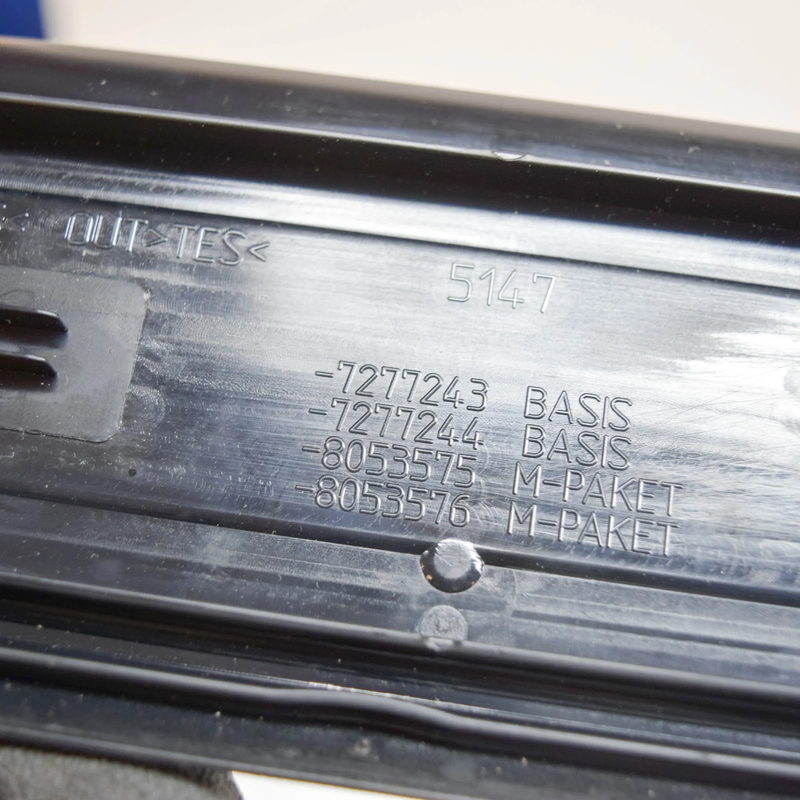 < OUT>TES<
5147
-7277243 BASIS
-7277244 BASIS
-8053575 M-PAKET
-8053576 M-PAKET